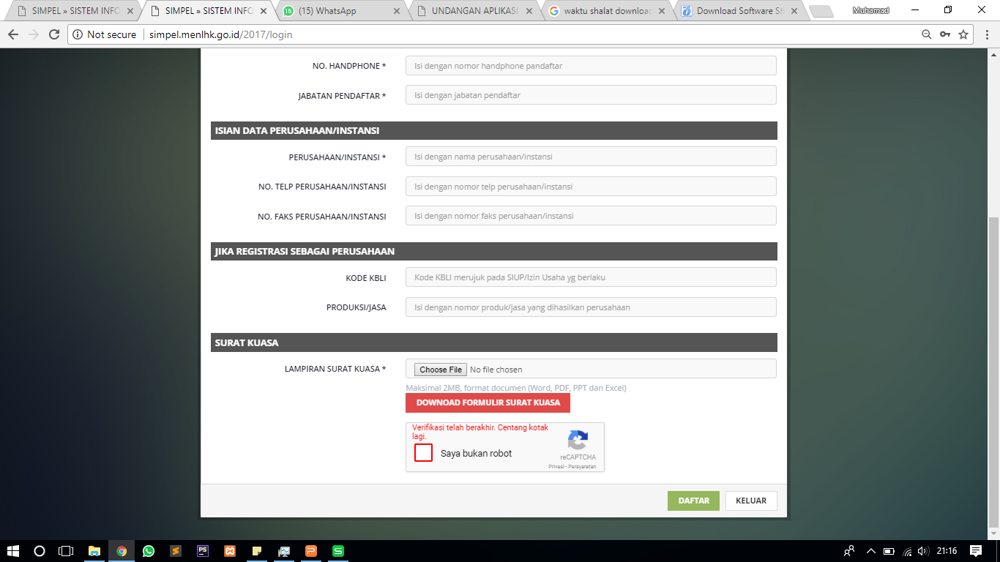 SIMPEL » SISTEM INFO
SIMPEL » SISTEM INFO
(15) WhatsApp
UNDANGAN APLIKASI
waktu shalat download
Download Software Sh
Muhamad
Not secure
simpel.menlhk.go.id/2017/login
NO. HANDPHONE *
Isi dengan nomor handphone pandaftar
JABATAN PENDAFTAR *
Isi dengan jabatan pendaftar
ISIAN DATA PERUSAHAAN/INSTANSI
PERUSAHAAN/INSTANSI *
Isi dengan nama perusahaan/instansi
NO. TELP PERUSAHAAN/INSTANSI
Isi dengan nomor telp perusahaan/instansi
NO. FAKS PERUSAHAAN/INSTANSI
Isi dengan nomor faks perusahaan/instansi
JIKA REGISTRASI SEBAGAI PERUSAHAAN
KODE KBLI
Kode KBLI merujuk pada SIUP/Izin Usaha yg berlaku
PRODUKSI/JASA
Isi dengan nomor produk/jasa yang dihasilkan perusahaan
SURAT KUASA
LAMPIRAN SURAT KUASA *
Choose File No file chosen
Maksimal 2MB, format documen (Word, PDF, PPT dan Excel)
DOWNOAD FORMULIR SURAT KUASA
Verifikasi telah berakhir. Centang kotak
lagi.
Saya bukan robot
reCAPTCHA
Privasi - Persyaratan
DAFTAR
KELUAR
21:16